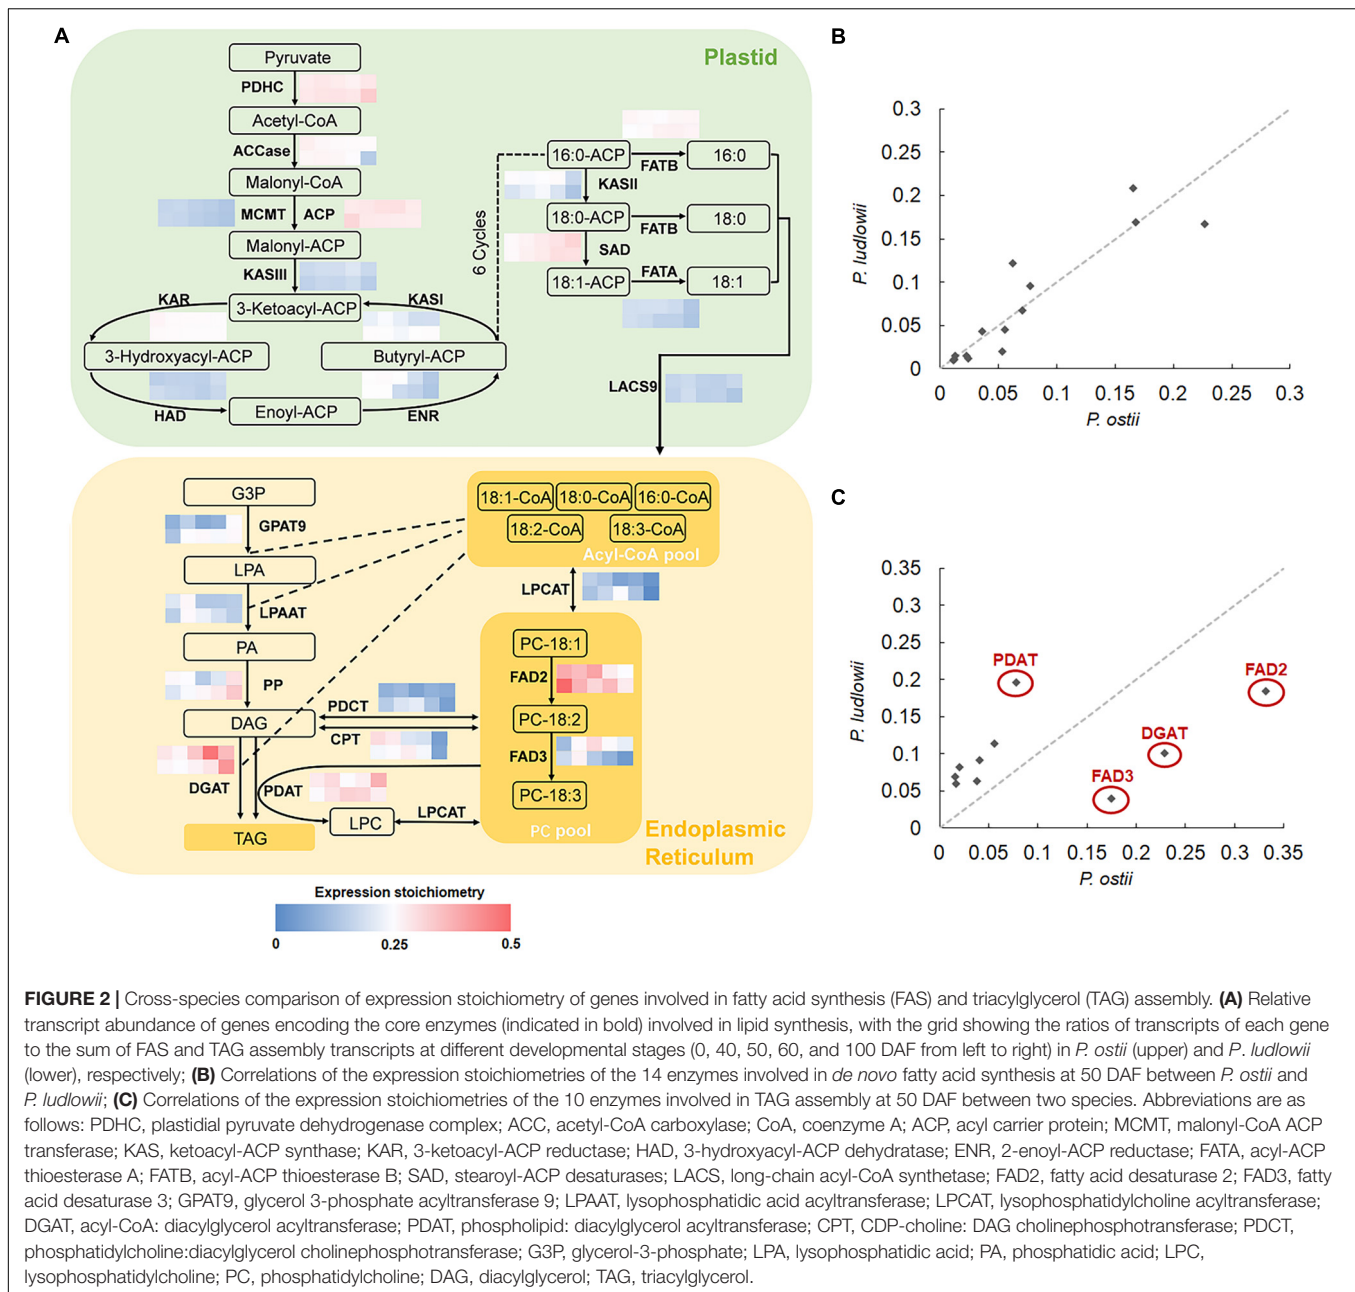 A
Plastid
Pyruvate
PDHC
Acetyl-CoA
ACCase
Malonyl-CoA
MCMT ACP
Malonyl-ACP
KASIII
KAR
3-Ketoacyl-ACP
KASI
3-Hydroxyacyl-ACP
Butyryl-ACP
HAD
Enoyl-ACP
ENR
6 Cycles
16:0-ACP
FATB
16:0
KASII
18:0-ACP
FATB
18:0
SAD
18:1-ACP
FATA
18:1
LACS9
G3P
GPAT9
LPA
LPAAT
PA
PP
DAG
DGAT
PDAT
TAG
LPC
LPCAT
PDCT
CPT
18:1-CoA 18:0-CoA 16:0-CoA
18:2-CoA 18:3-CoA
Acyl-CoA pool
LPCAT
PC-18:1
FAD2
PC-18:2
FAD3
PC-18:3
PC pool
Endoplasmic
Reticulum
Expression stoichiometry
0 0.25 0.5
B
0.3
0.25
0.2
0.15
0.1
0.05
0
P. ludlowii
0 0.05 0.1 0.15 0.2 0.25 0.3
P. ostii
C
0.35
0.3
0.25
0.2
0.15
0.1
0.05
0
P. ludlowii
PDAT
FAD2
DGAT
FAD3
0 0.05 0.1 0.15 0.2 0.25 0.3 0.35
P. ostii
FIGURE 2 | Cross-species comparison of expression stoichiometry of genes involved in fatty acid synthesis (FAS) and triacylglycerol (TAG) assembly. (A) Relative
transcript abundance of genes encoding the core enzymes (indicated in bold) involved in lipid synthesis, with the grid showing the ratios of transcripts of each gene
to the sum of FAS and TAG assembly transcripts at different developmental stages (0, 40, 50, 60, and 100 DAF from left to right) in P. ostii (upper) and P. ludlowii
(lower), respectively; (B) Correlations of the expression stoichiometries of the 14 enzymes involved in de novo fatty acid synthesis at 50 DAF between P. ostii and
P. ludlowii; (C) Correlations of the expression stoichiometries of the 10 enzymes involved in TAG assembly at 50 DAF between two species. Abbreviations are as
follows: PDHC, plastidial pyruvate dehydrogenase complex; ACC, acetyl-CoA carboxylase; CoA, coenzyme A; ACP, acyl carrier protein; MCMT, malonyl-CoA ACP
transferase; KAS, ketoacyl-ACP synthase; KAR, 3-ketoacyl-ACP reductase; HAD, 3-hydroxyacyl-ACP dehydratase; ENR, 2-enoyl-ACP reductase; FATA, acyl-ACP
thioesterase A; FATB, acyl-ACP thioesterase B; SAD, stearoyl-ACP desaturases; LACS, long-chain acyl-CoA synthetase; FAD2, fatty acid desaturase 2; FAD3, fatty
acid desaturase 3; GPAT9, glycerol 3-phosphate acyltransferase 9; LPAAT, lysophosphatidic acid acyltransferase; LPCAT, lysophosphatidylcholine acyltransferase;
DGAT, acyl-CoA: diacylglycerol acyltransferase; PDAT, phospholipid: diacylglycerol acyltransferase; CPT, CDP-choline: DAG cholinephosphotransferase; PDCT,
phosphatidylcholine:diacylglycerol cholinephosphotransferase; G3P, glycerol-3-phosphate; LPA, lysophosphatidic acid; PA, phosphatidic acid; LPC,
lysophosphatidylcholine; PC, phosphatidylcholine; DAG, diacylglycerol; TAG, triacylglycerol.